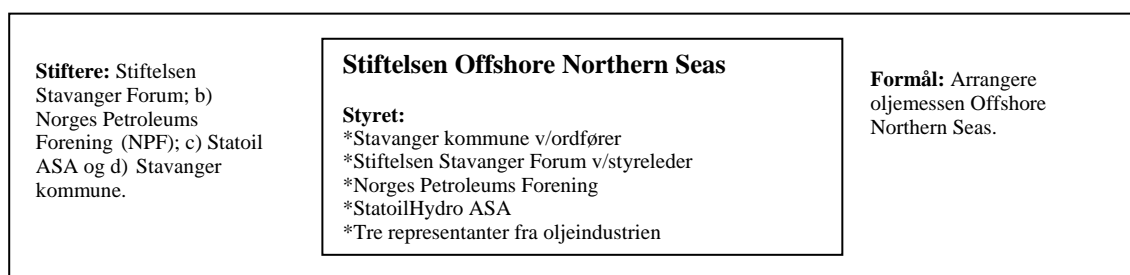 Stiftere: Stiftelsen
Stavanger Forum; b)
Norges Petroleums
Forening (NPF); c) Statoil
ASA og d) Stavanger
kommune.
Stiftelsen Offshore Northern Seas
Styret:
*Stavanger kommune v/ordfører
*Stiftelsen Stavanger Forum v/styreleder
*Norges Petroleums Forening
*StatoilHydro ASA
*Tre representanter fra oljeindustrien
Formål: Arrangere
oljemessen Offshore
Northern Seas.